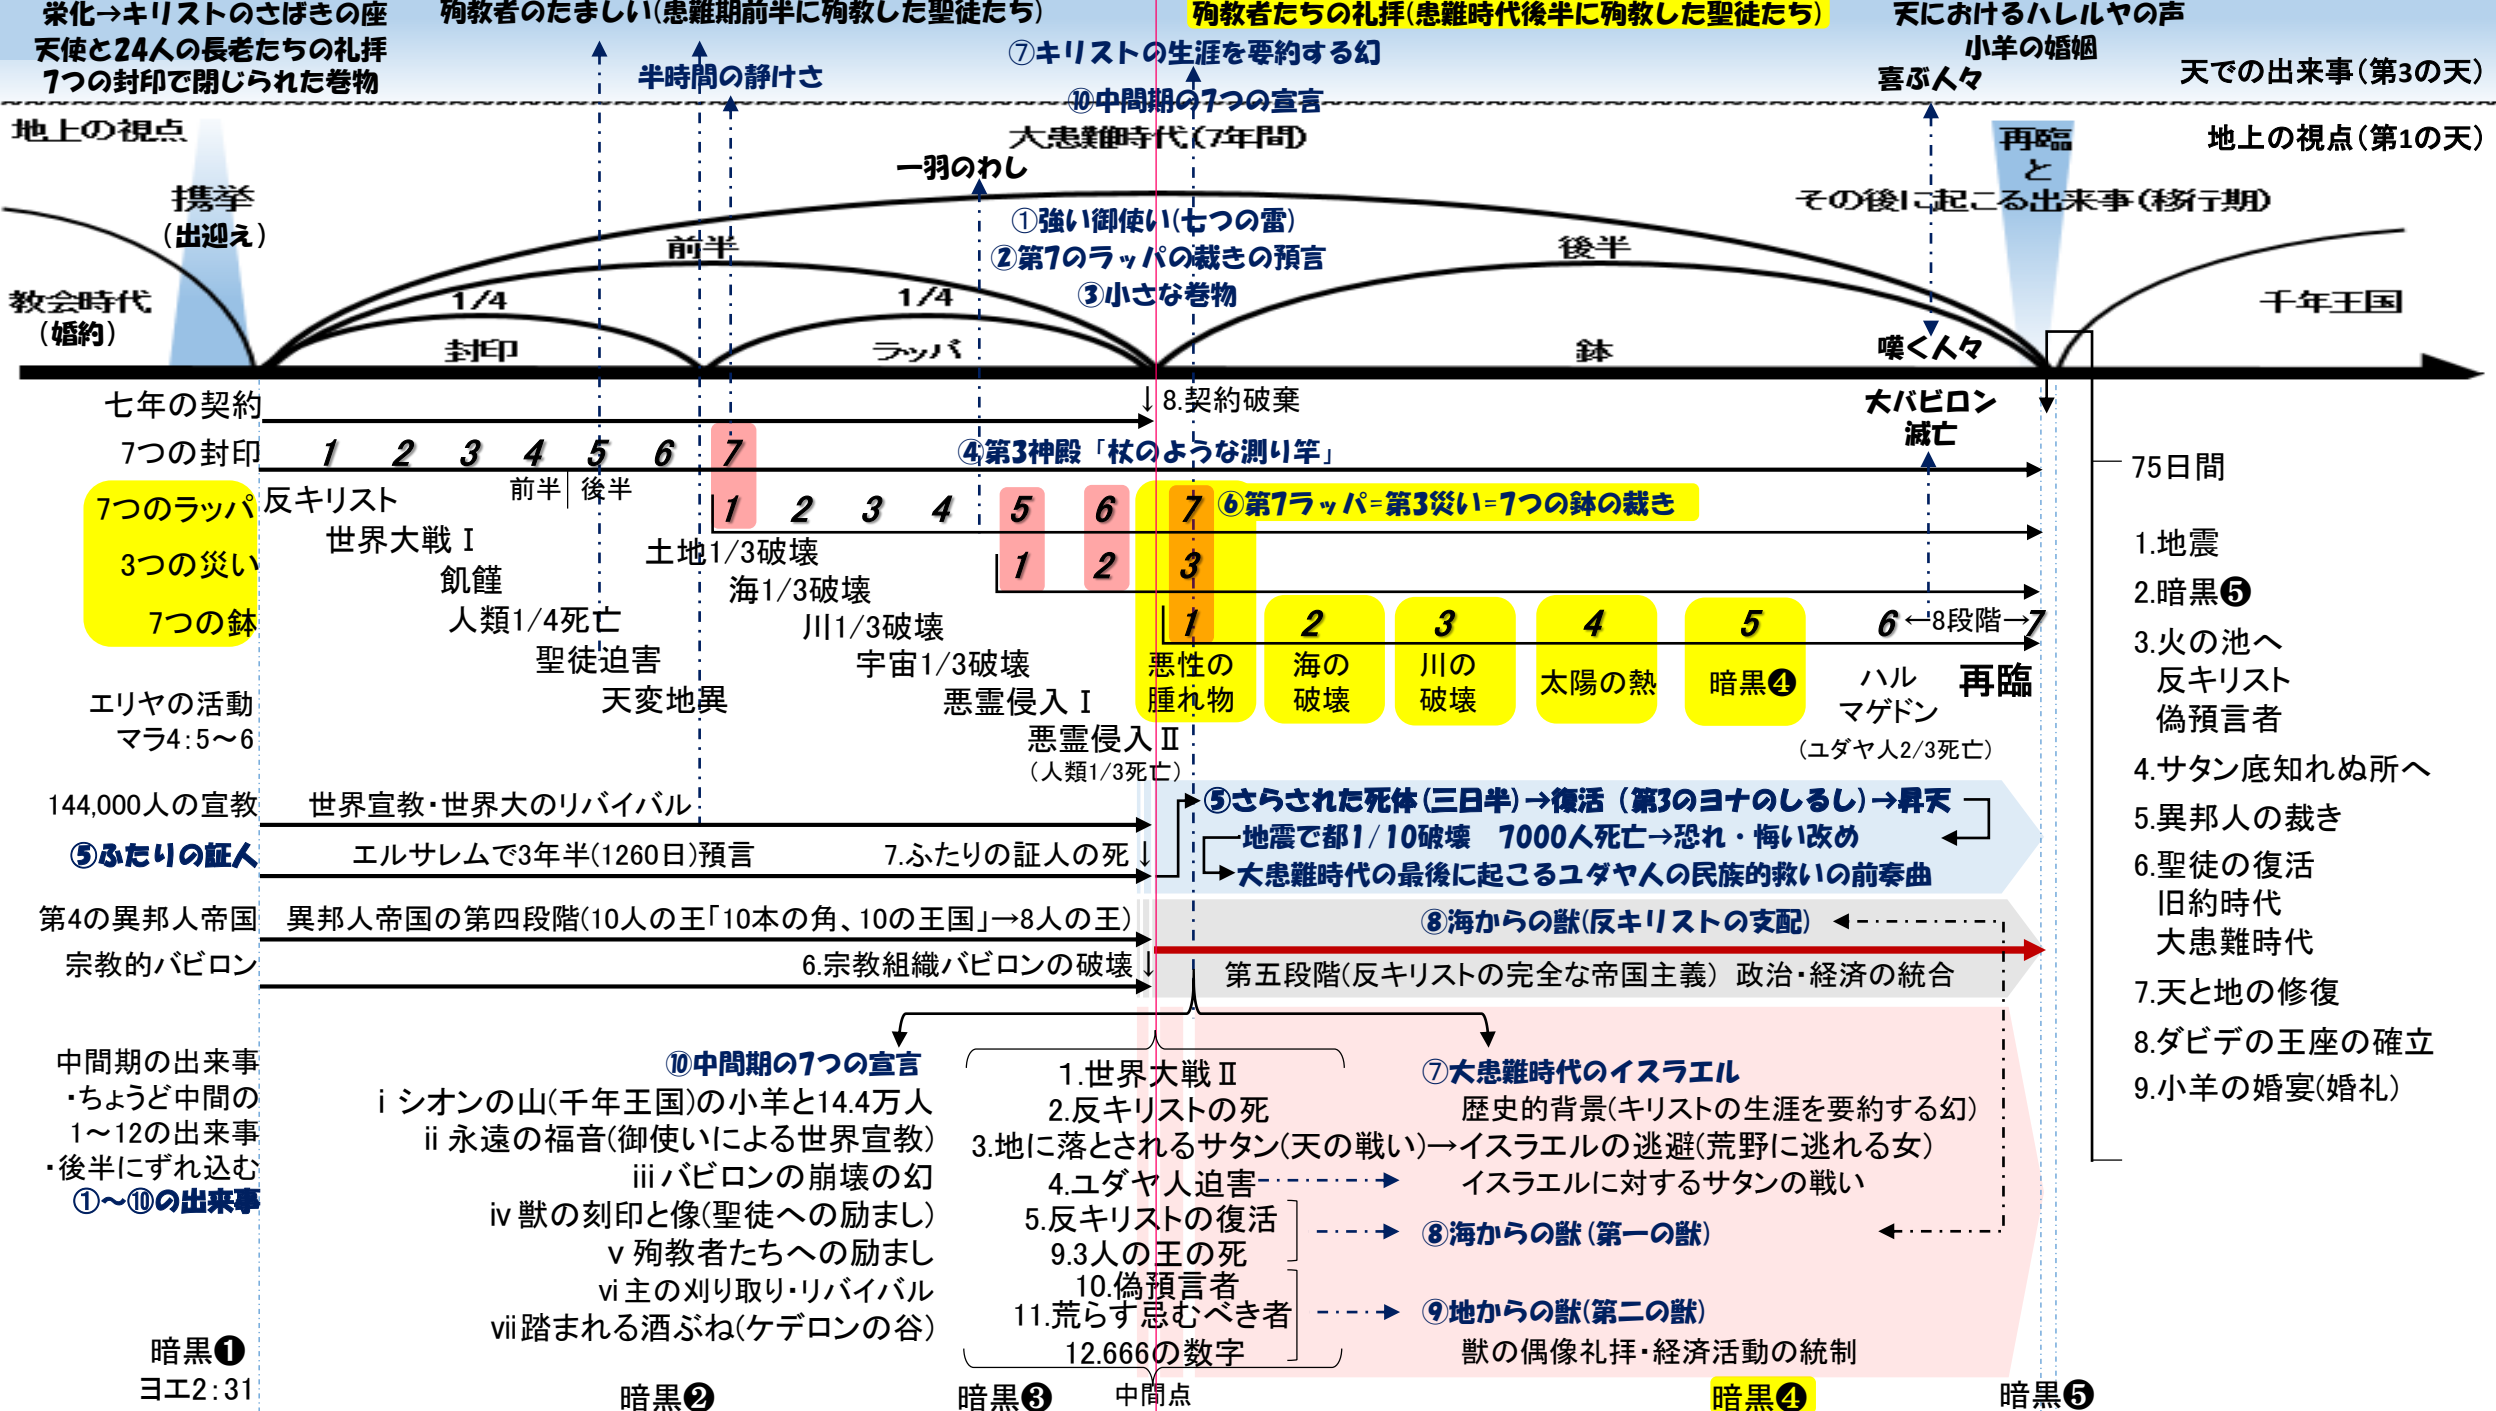 栄化→キリストのさばきの座
天使と24人の長老たちの礼拝
7つの封印で閉じられた巻物
殉教者のたましい(患難期前半に殉教した聖徒たち)
半時間の静けさ
殉教者たちの礼拝(患難時代後半に殉教した聖徒たち)
⑦キリストの生涯を要約する幻
⑩中間期の7つの宣言
天におけるハレルヤの声
小羊の婚姻
喜ぶ人々
天での出来事(第3の天)
地上の視点
大患難時代(7年間)
再臨
と
その後に起こる出来事(移行期)
地上の視点(第1の天)
携挙
(出迎え)
一羽のわし
①強い御使い(七つの雷)
②第7のラッパの裁きの預言
③小さな巻物
前半
後半
教会時代
(婚約)
1/4
1/4
封印
ラッパ
鉢
嘆く人々
千年王国
七年の契約
↓8.契約破棄
大バビロン
滅亡
7つの封印
1 2 3 4 5 6 7
④第3神殿「杖のような測り竿」
前半 後半
7つのラッパ
1 2 3 4 5 6 7
⑥第7ラッパ=第3災い=7つの鉢の裁き
反キリスト
世界大戦Ⅰ
飢饉
人類1/4死亡
聖徒迫害
天変地異
3つの災い
1 2 3
土地1/3破壊
海1/3破壊
川1/3破壊
宇宙1/3破壊
悪霊侵入Ⅰ
悪霊侵入Ⅱ
(人類1/3死亡)
7つの鉢
1 2 3 4 5 6 ←8段階→7
悪性の
腫れ物
海の
破壊
川の
破壊
太陽の熱
暗黒❹
ハル
マゲドン
(ユダヤ人2/3死亡)
再臨
エリヤの活動
マラ4:5～6
144,000人の宣教
世界宣教・世界大のリバイバル
⑤ふたりの証人
エルサレムで3年半(1260日)預言
7.ふたりの証人の死↓
⑤さらされた死体(三日半)→復活（第3のヨナのしるし)→昇天
地震で都1/10破壊 7000人死亡→恐れ・悔い改め
大患難時代の最後に起こるユダヤ人の民族的救いの前奏曲
第4の異邦人帝国
異邦人帝国の第四段階(10人の王「10本の角、10の王国」→8人の王)
⑧海からの獣(反キリストの支配)
宗教的バビロン
6.宗教組織バビロンの破壊↓
第五段階(反キリストの完全な帝国主義) 政治・経済の統合
75日間
1.地震
2.暗黒❺
3.火の池へ
反キリスト
偽預言者
4.サタン底知れぬ所へ
5.異邦人の裁き
6.聖徒の復活
旧約時代
大患難時代
7.天と地の修復
8.ダビデの王座の確立
9.小羊の婚宴(婚礼)
中間期の出来事
・ちょうど中間の
1～12の出来事
・後半にずれ込む
①～⑩の出来事
⑩中間期の7つの宣言
ⅰシオンの山(千年王国)の小羊と14.4万人
ⅱ 永遠の福音(御使いによる世界宣教)
ⅲバビロンの崩壊の幻
ⅳ獣の刻印と像(聖徒への励まし)
ⅴ 殉教者たちへの励まし
ⅵ主の刈り取り・リバイバル
ⅶ踏まれる酒ぶね(ケデロンの谷)
1.世界大戦Ⅱ
2.反キリストの死
3.地に落とされるサタン(天の戦い)→イスラエルの逃避(荒野に逃れる女)
4.ユダヤ人迫害
5.反キリストの復活
9.3人の王の死
10.偽預言者
11.荒らす忌むべき者
12.666の数字
中間点
⑦大患難時代のイスラエル
歴史的背景(キリストの生涯を要約する幻)
イスラエルに対するサタンの戦い
⑧海からの獣(第一の獣)
⑨地からの獣(第二の獣)
獣の偶像礼拝・経済活動の統制
暗黒❶
ヨエ2:31
暗黒❷
暗黒❸
暗黒❹
暗黒❺